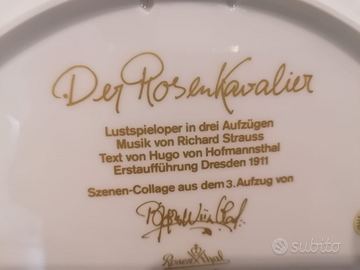 Der Rosenkavalier
Lustspieloper in drei Aufzügen
Musik von Richard Strauss
Text von Hugo von Hofmannsthal
Erstaufführung Dresden 1911
Szenen-Collage aus dem 3. Aufzug von
Rosenthal
subito